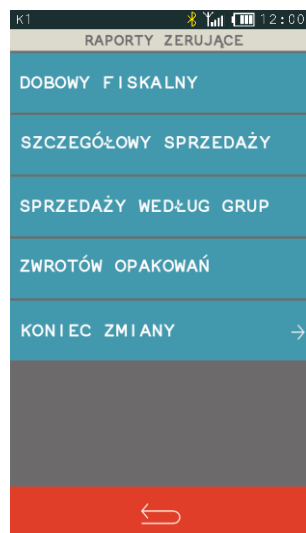 K1 12:00
RAPORTY ZERUJĄCE
DOBOWY FISKALNY
SZCZEGÓŁOWY SPRZEDAŻY
SPRZEDAŻY WEDŁUG GRUP
ZWROTÓW OPAKOWAŃ
KONIEC ZMIANY